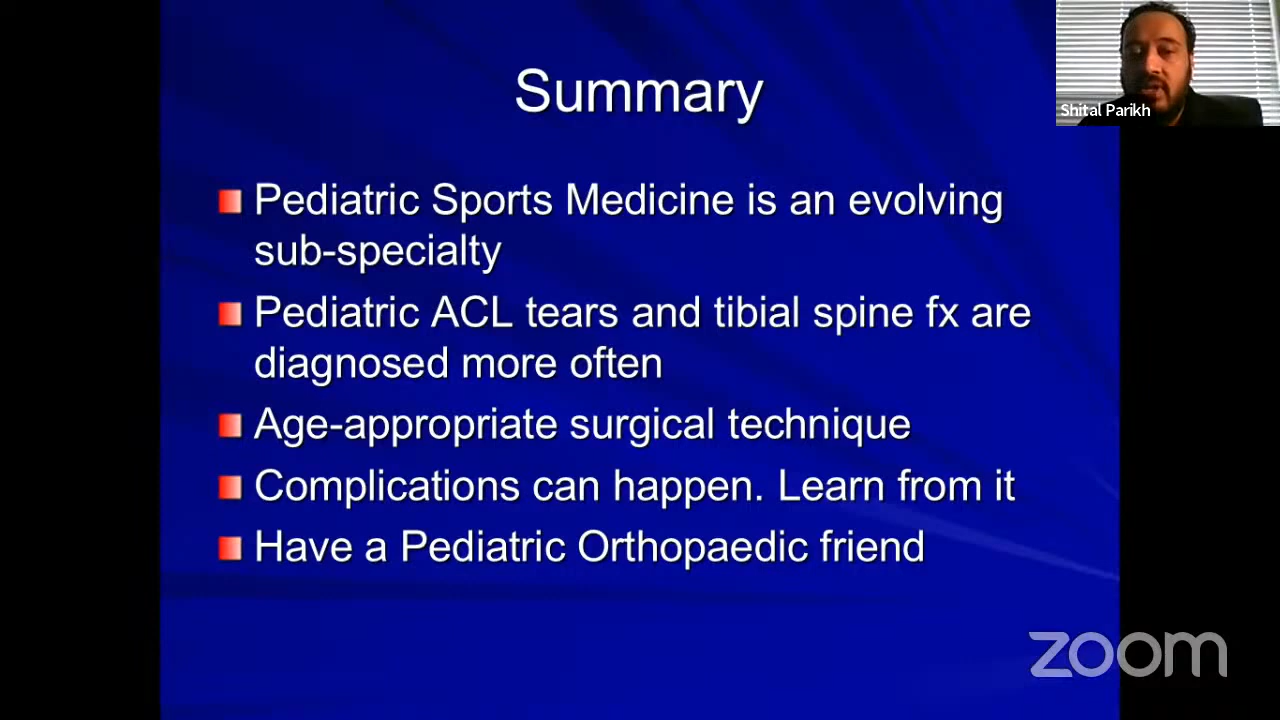 Summary
Shital Parikh
Pediatric Sports Medicine is an evolving
sub-specialty
Pediatric ACL tears and tibial spine fx are
diagnosed more often
Age-appropriate surgical technique
Complications can happen. Learn from it
Have a Pediatric Orthopaedic friend
zoom